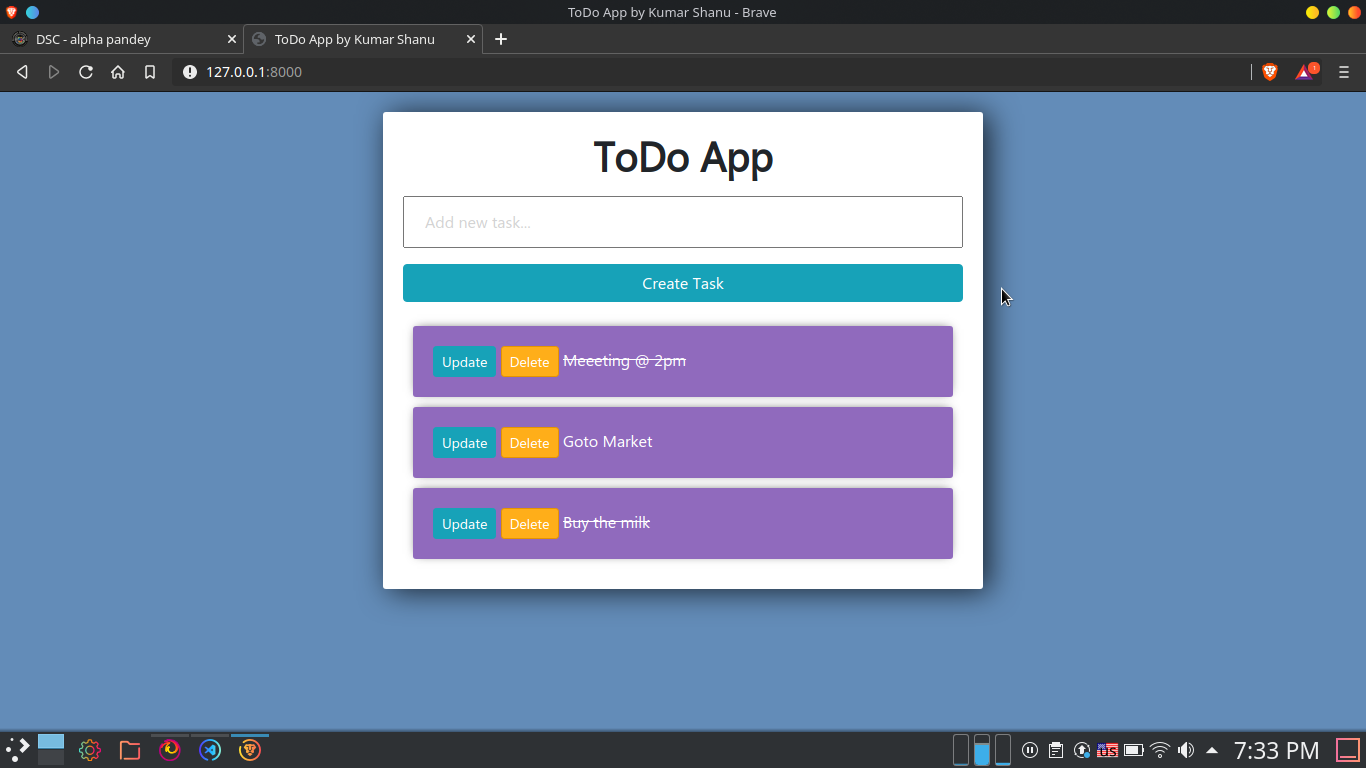 ToDo App by Kumar Shanu - Brave
DSC - alpha pandey
ToDo App by Kumar Shanu
127.0.0.1:8000
1
ToDo App
Add new task...
Create Task
Update Delete Meeeting @ 2pm
Update Delete Goto Market
Update Delete Buy the milk
us 7:33 PM